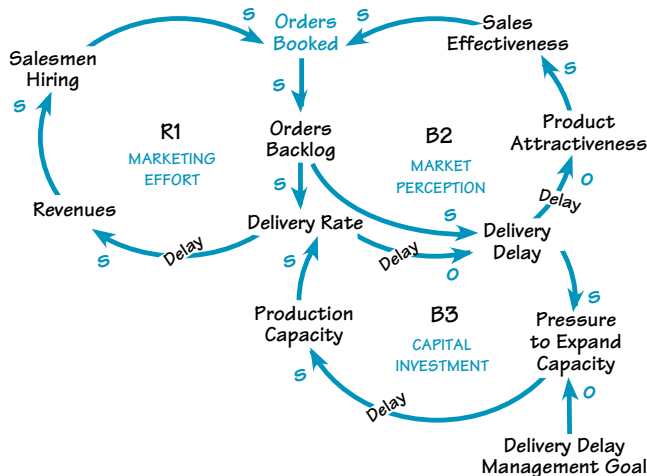 Orders
Booked
S
S
Sales
Effectiveness
Salesmen
Hiring
S
S
S
R1
MARKETING
EFFORT
Orders
Backlog
B2
MARKET
PERCEPTION
Product
Attractiveness
S
O
Delay
Revenues
Delivery Rate
S
Delivery
Delay
S
Delay
S
Delay
O
Production
Capacity
B3
CAPITAL
INVESTMENT
S
Pressure
to Expand
Capacity
S
Delay
O
Delivery Delay
Management Goal